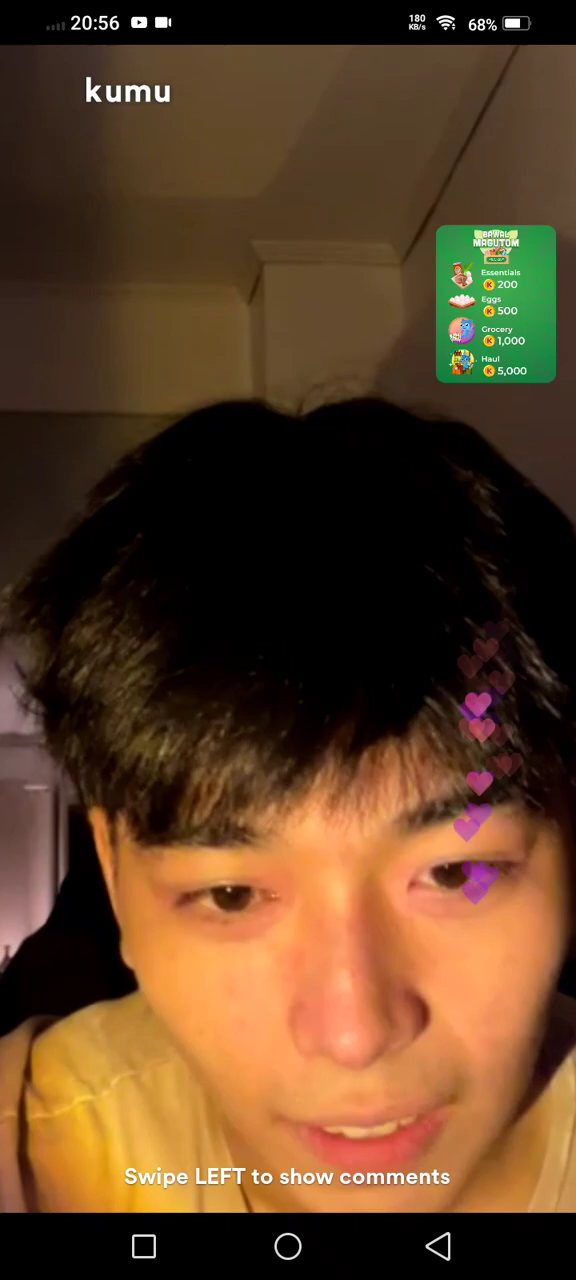 20:56
180
KB/s
68%
kumu
BAWAL
MAGUTOM
Essentials
K 200
Eggs
K 500
Grocery
K 1,000
Haul
K 5,000
Swipe LEFT to show comments